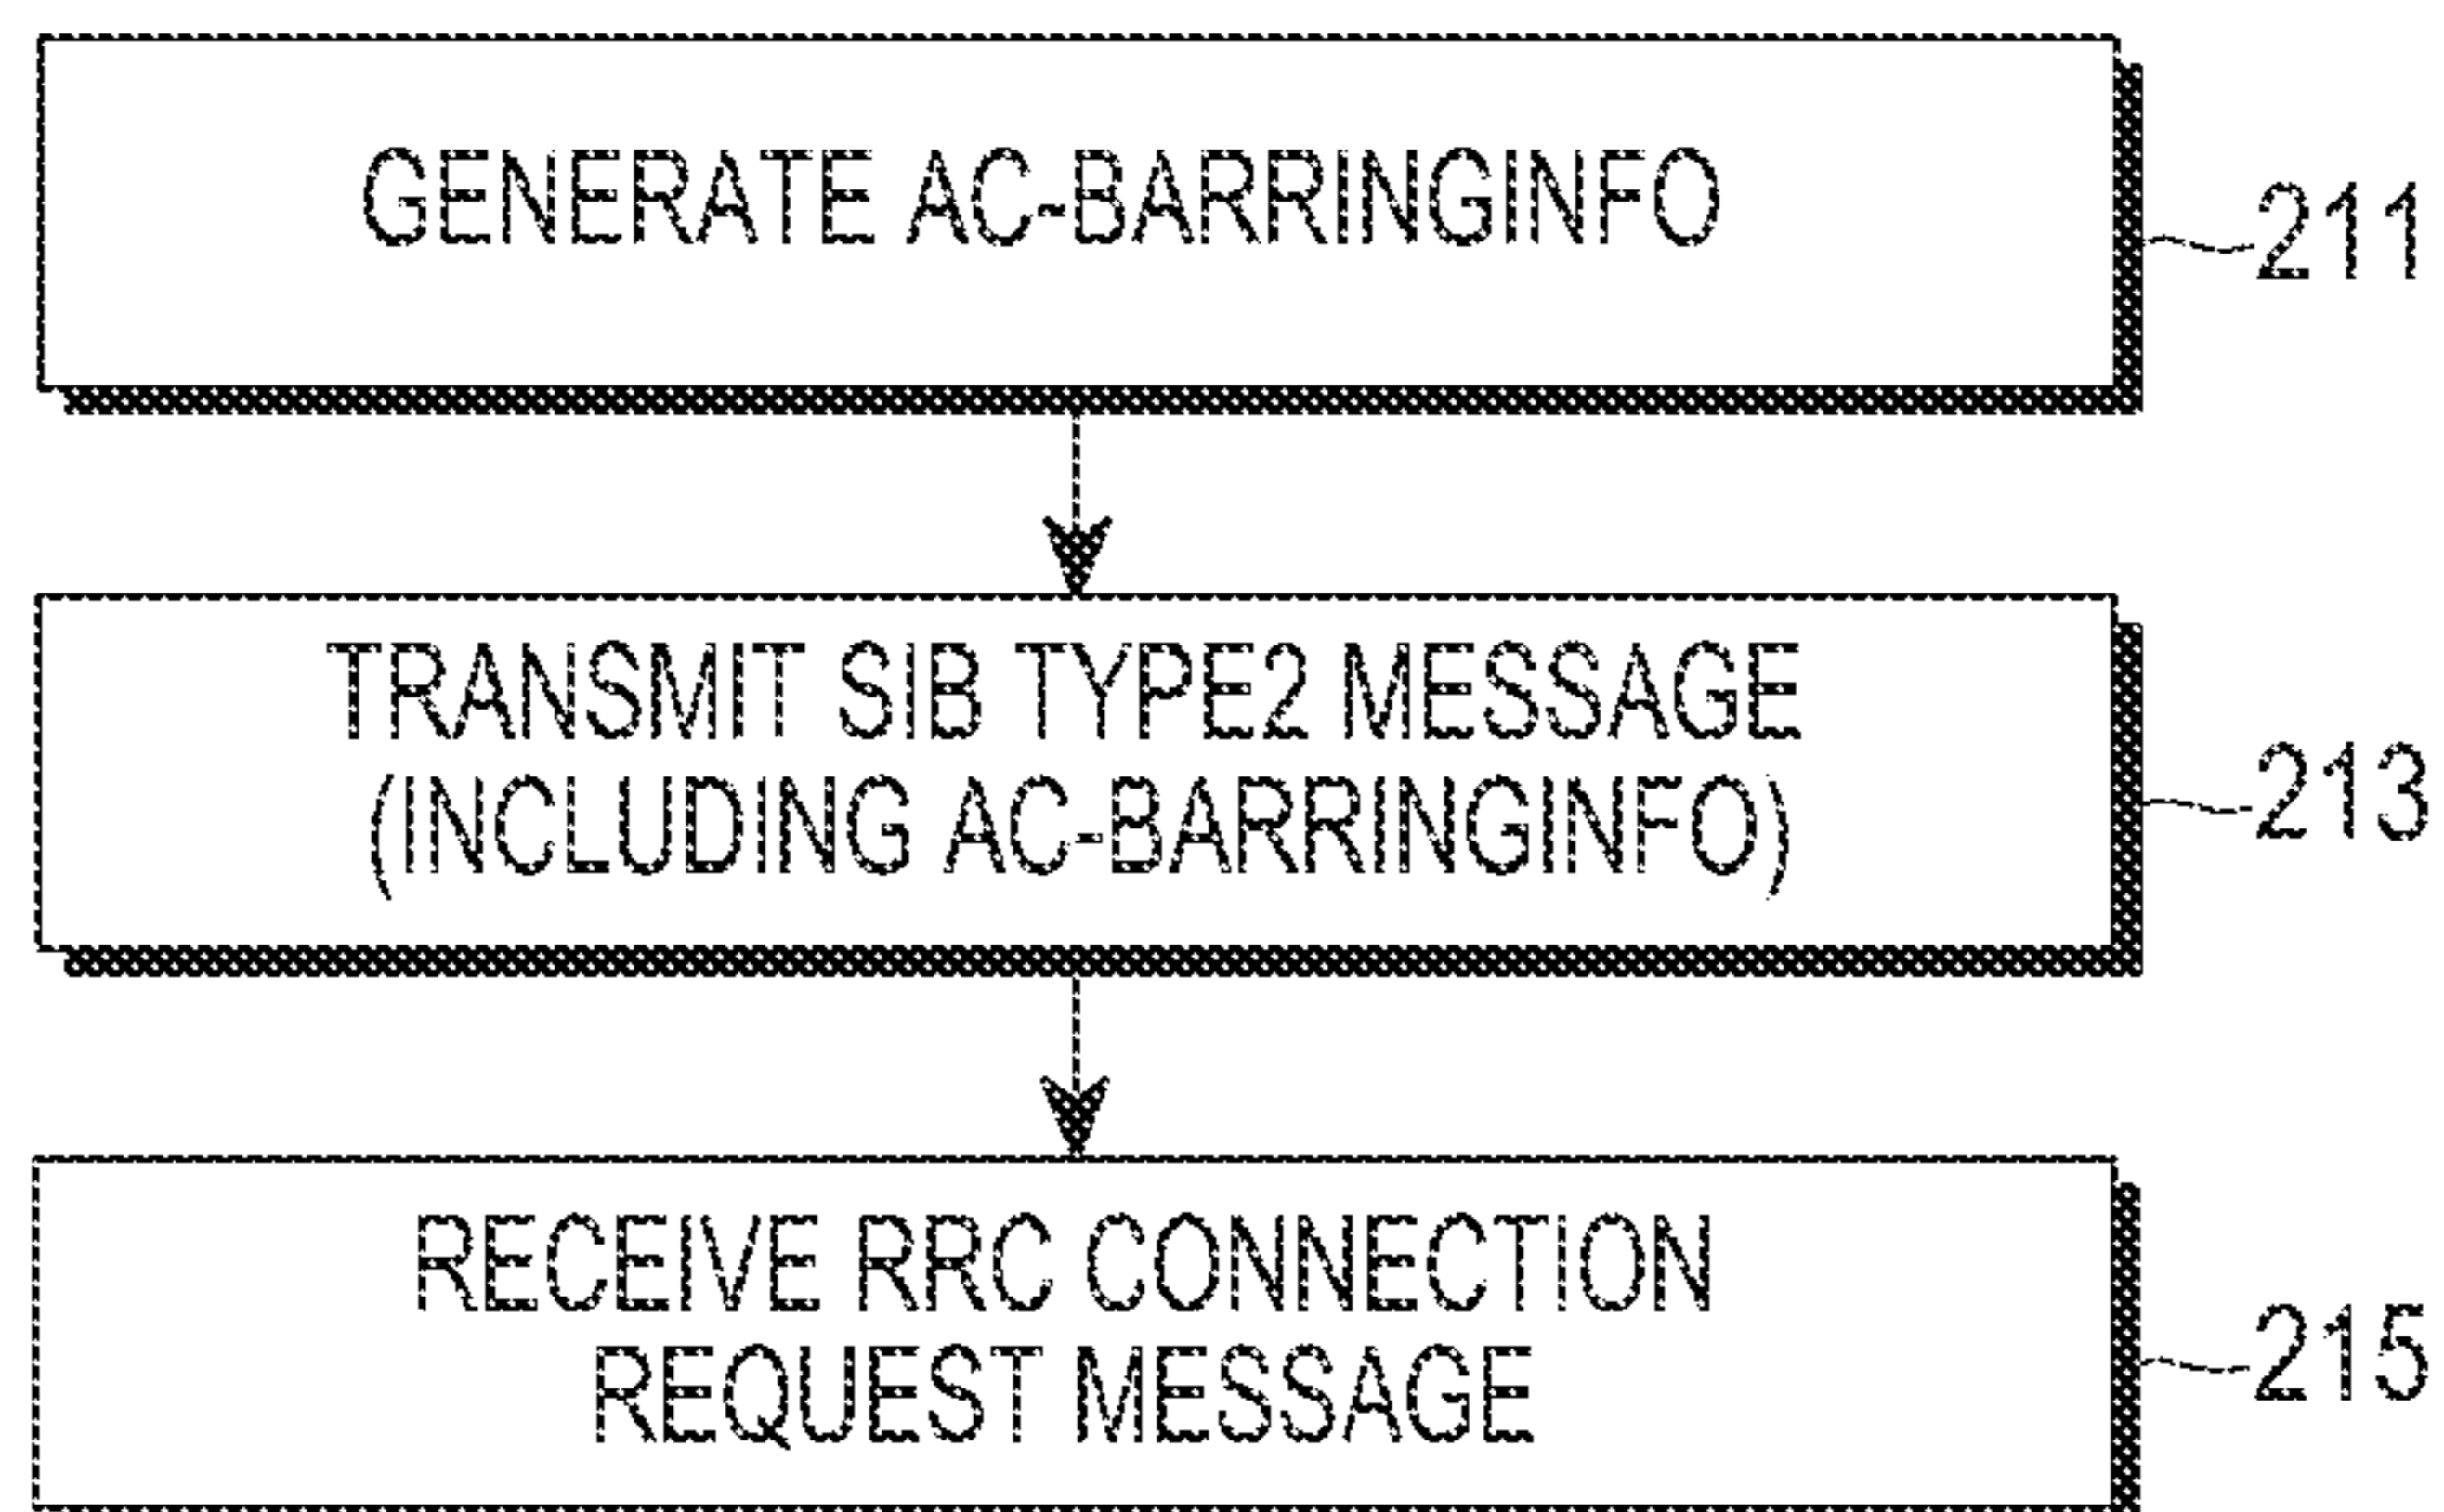 GENERATE AC-BARRINGINFO
211
TRANSMIT SIB TYPE2 MESSAGE
(INCLUDING AC-BARRINGINFO)
213
RECEIVE RRC CONNECTION
REQUEST MESSAGE
215